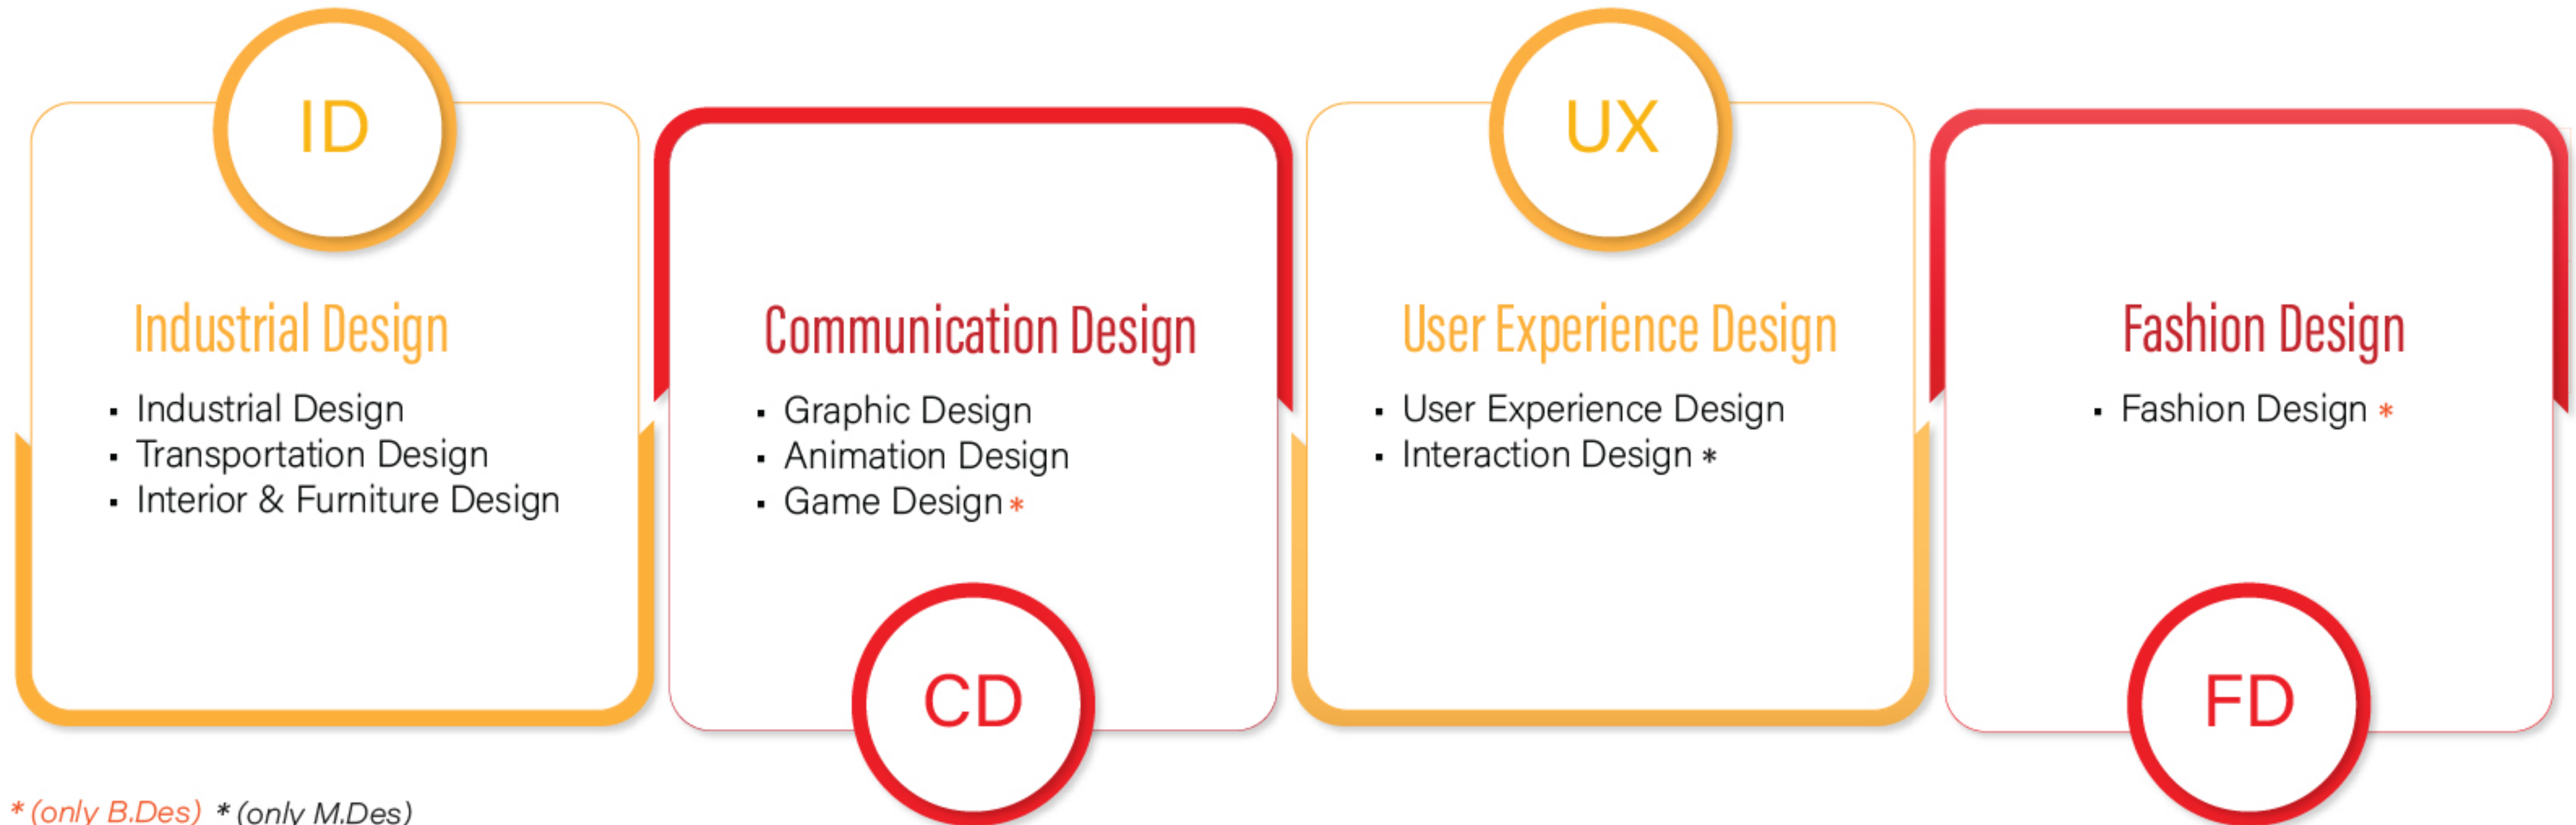 ID
Industrial Design
▪ Industrial Design
▪ Transportation Design
▪ Interior & Furniture Design
Communication Design
▪ Graphic Design
▪ Animation Design
▪ Game Design *
CD
UX
User Experience Design
▪ User Experience Design
▪ Interaction Design *
Fashion Design
▪ Fashion Design *
FD
* (only B.Des) * (only M.Des)